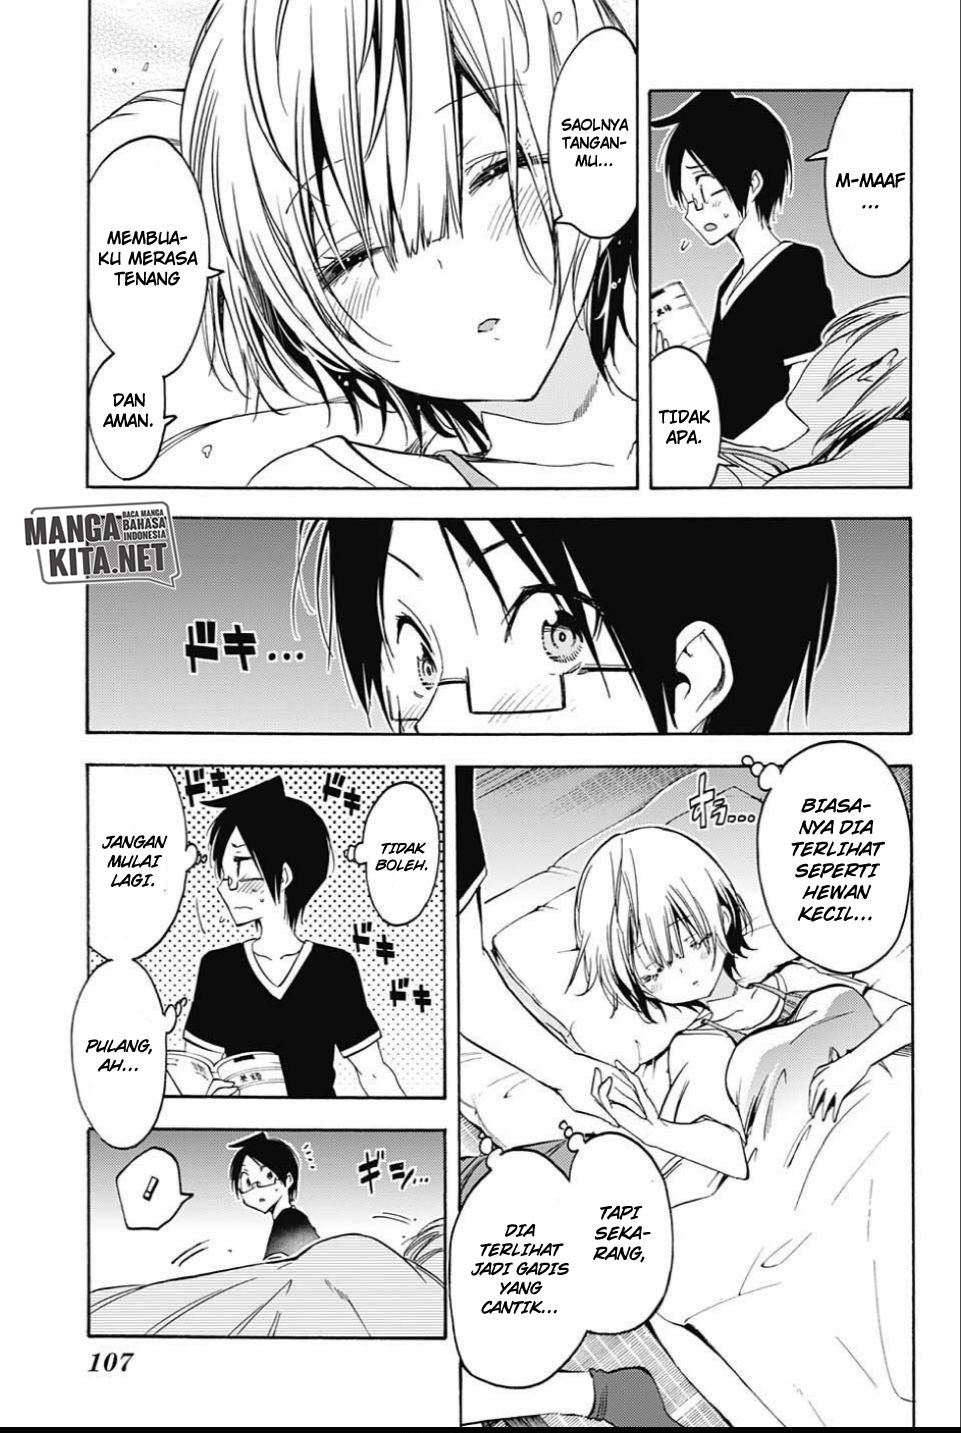 M-MAAF
...
TIDAK
APA.
SAOLNYA
TANGAN-
MU...
MEMBUA-
KU MERASA
TENANG
DAN
AMAN.
MANGA
KITA.NET
BACA MANGA
BAHASA
INDONESIA
ドキ...
BIASA-
NYA DIA
TERLIHAT
SEPERTI
HEWAN
KECIL...
TAPI
SEKA-
RANG,
DIA
TERLIHAT
JADI GADIS
YANG
CANTIK...
ドキ
ドキ
TIDAK
BOLEH.
JANGAN
MULAI
LAGI.
ドキ
ドキ
PULANG,
AH...
ギシ...
!
107